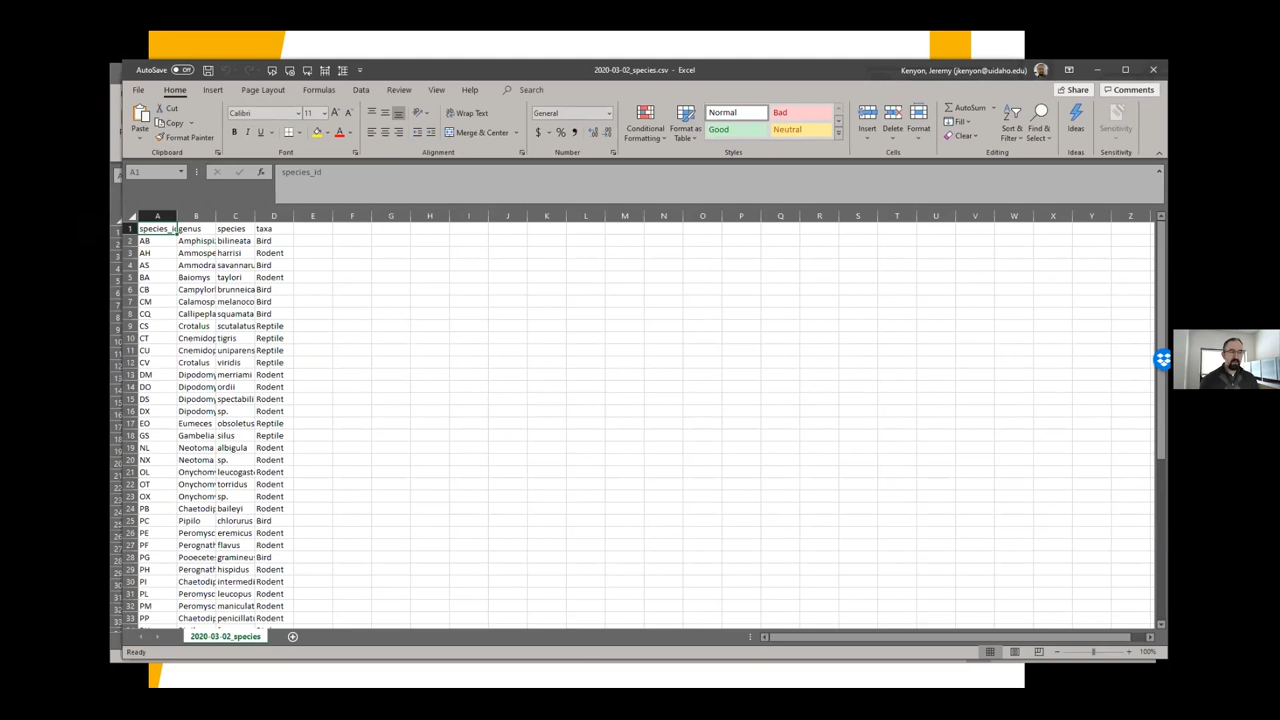 AutoSave Off 2020-03-02_species.csv - Excel Kenyon, Jeremy (jkenyon@uidaho.edu)
File Home Insert Page Layout Formulas Data Review View Help Search Share Comments
Cut Calibri 11 Wrap Text General Normal Bad AutoSum
Copy Fill
Paste Format Painter B I U Merge & Center $ % Conditional Formatting Format as Table Good Neutral Insert Delete Format Clear Sort & Filter Find & Select Ideas Sensitivity
Clipboard Font Alignment Number Styles Cells Editing Ideas Sensitivity
A1 fx species_id
A B C D E F G H I J K L M N O P Q R S T U V W X Y Z
1 species_id genus species taxa
2 AB Amphispi bilineata Bird
3 AH Ammospe harrisi Rodent
4 AS Ammodra savannaru Bird
5 BA Baiomys taylori Rodent
6 CB Campylor brunneica Bird
7 CM Calamosp melanoco Bird
8 CQ Callipepla squamata Bird
9 CS Crotalus scutalatus Reptile
10 CT Cnemidop tigris Reptile
11 CU Cnemidop uniparens Reptile
12 CV Crotalus viridis Reptile
13 DM Dipodomy merriami Rodent
14 DO Dipodomy ordii Rodent
15 DS Dipodomy spectabili Rodent
16 DX Dipodomy sp. Rodent
17 EO Eumeces obsoletus Reptile
18 GS Gambelia silus Reptile
19 NL Neotoma albigula Rodent
20 NX Neotoma sp. Rodent
21 OL Onychomy leucogast Rodent
22 OT Onychomy torridus Rodent
23 OX Onychomy sp. Rodent
24 PB Chaetodip baileyi Rodent
25 PC Pipilo chlorurus Bird
26 PE Peromysc eremicus Rodent
27 PF Perognath flavus Rodent
28 PG Pooecete gramineus Bird
29 PH Perognath hispidus Rodent
30 PI Chaetodip intermedi Rodent
31 PL Peromysc leucopus Rodent
32 PM Peromysc maniculat Rodent
33 PP Chaetodip penicillat Rodent
2020-03-02_species
Ready 100%